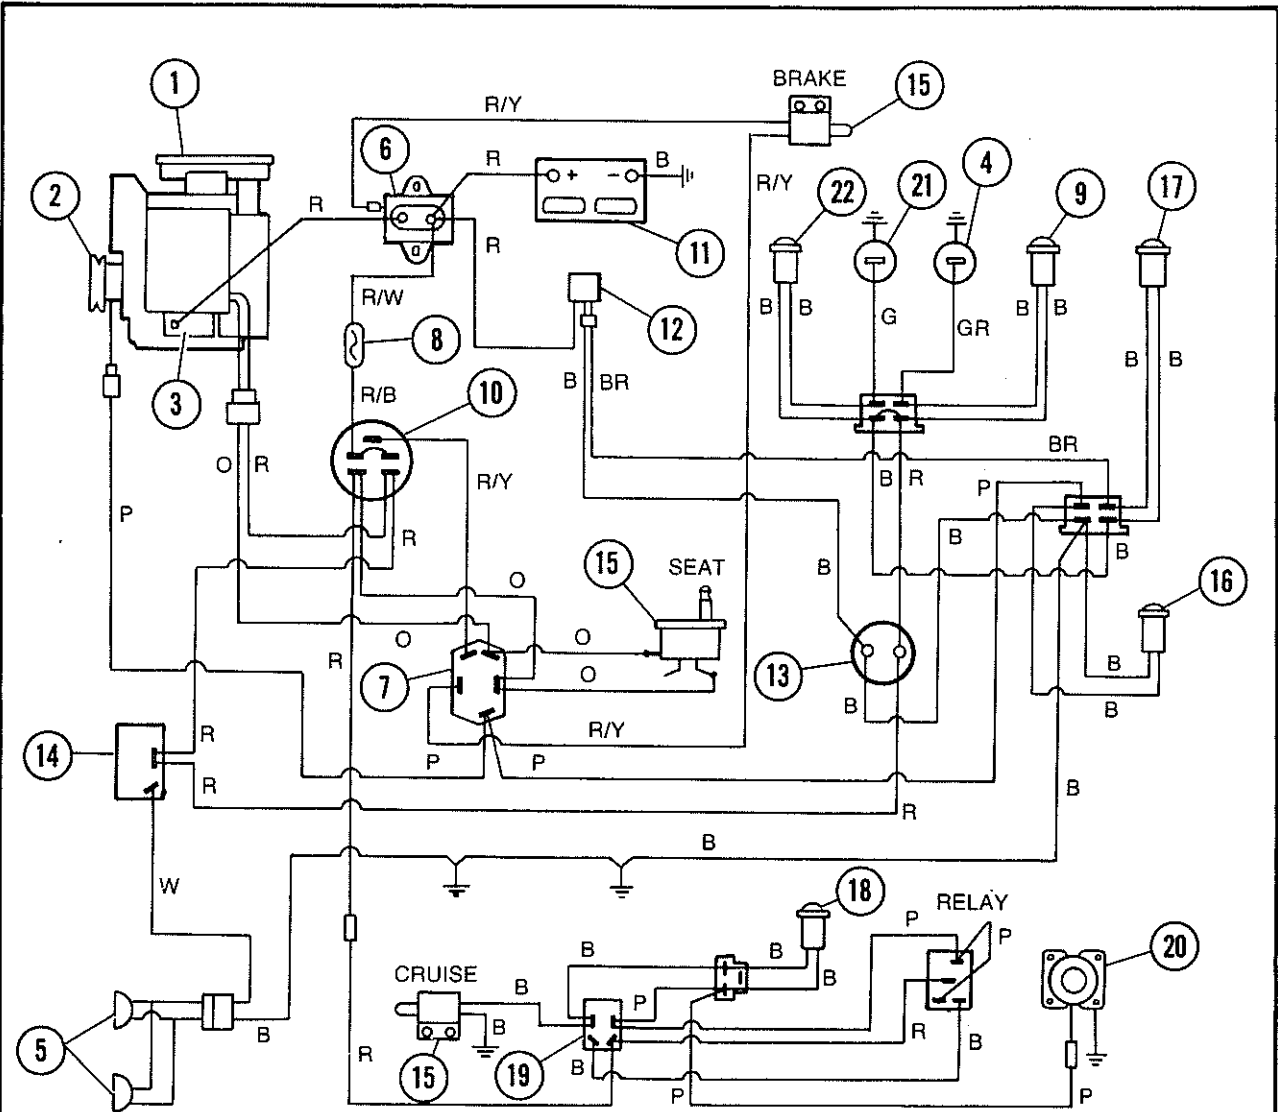 1
BRAKE
15
R/Y
6
4
2
R
B
+
−
R/Y
22
21
9
17
R
R
11
R/W
12
B
B
G
GR
B
B
8
3
R/B
10
B
BR
B
B
O
R
R/Y
BR
B
R
P
P
R
B
B
15
SEAT
O
B
16
O
O
R
7
O
13
B
B
B
R/Y
R
14
P
P
R
B
R
B
W
18
RELAY
P
P
20
CRUISE
B
B
B
B
P
B
R
5
B
R
15
19
B
B
P
P